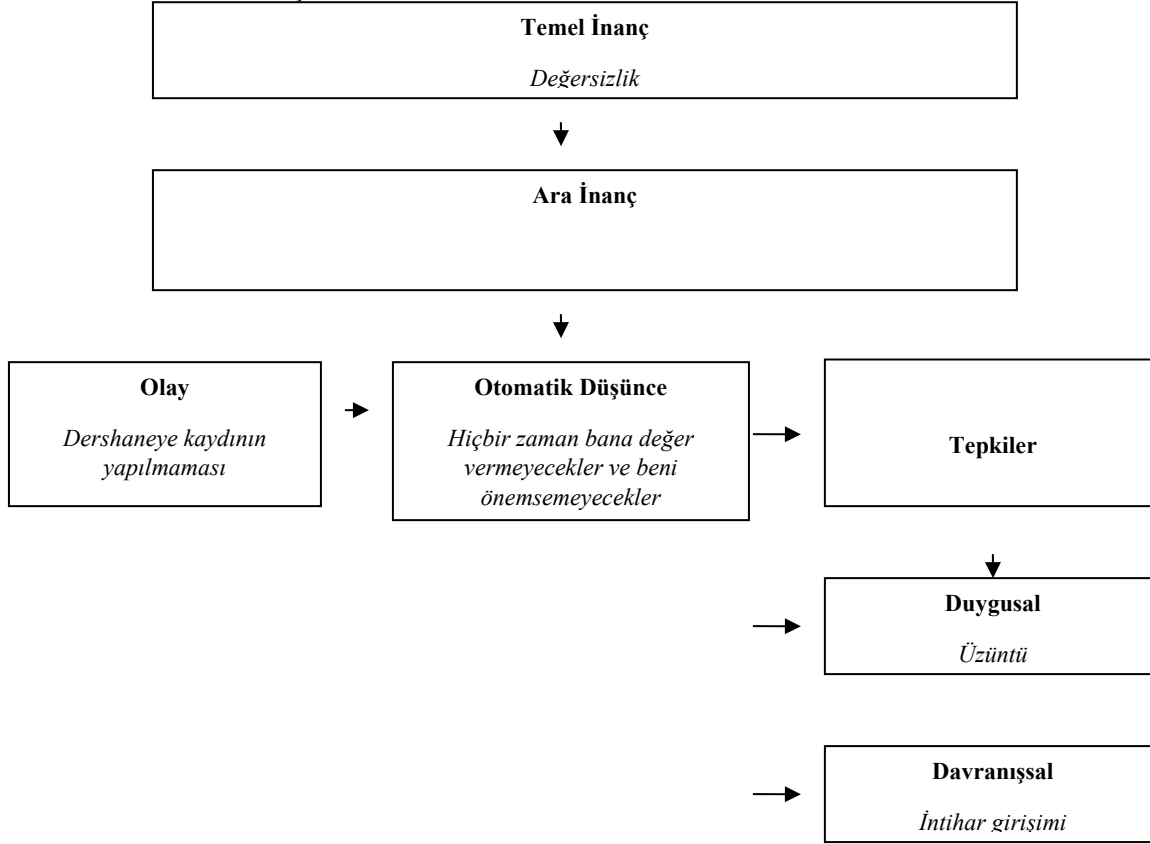 Temel İnanç
Değersizlik
Ara İnanç
Olay
Dershaneye kaydının
yapılmaması
Otomatik Düşünce
Hiçbir zaman bana değer
vermeyecekler ve beni
önemsemeyecekler
Tepkiler
Duygusal
Üzüntü
Davranışsal
İntihar girişimi